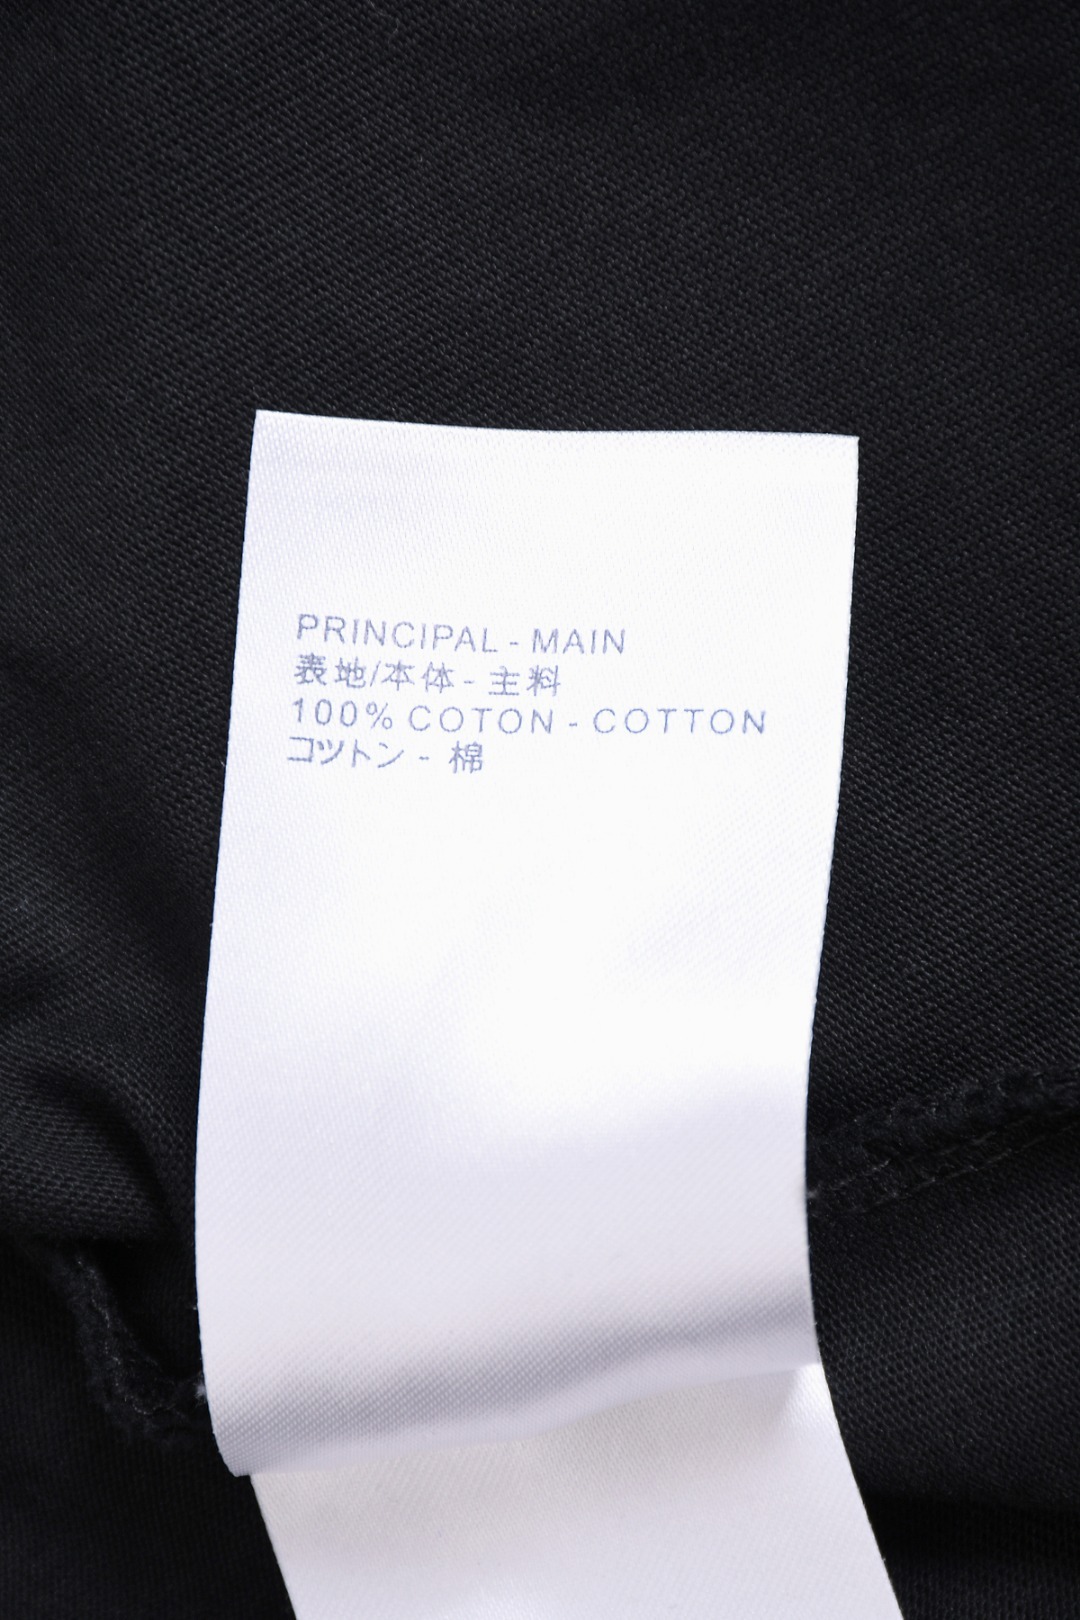 PRINCIPAL - MAIN
表地/本体 - 主料
100% COTON - COTTON
コットン - 棉